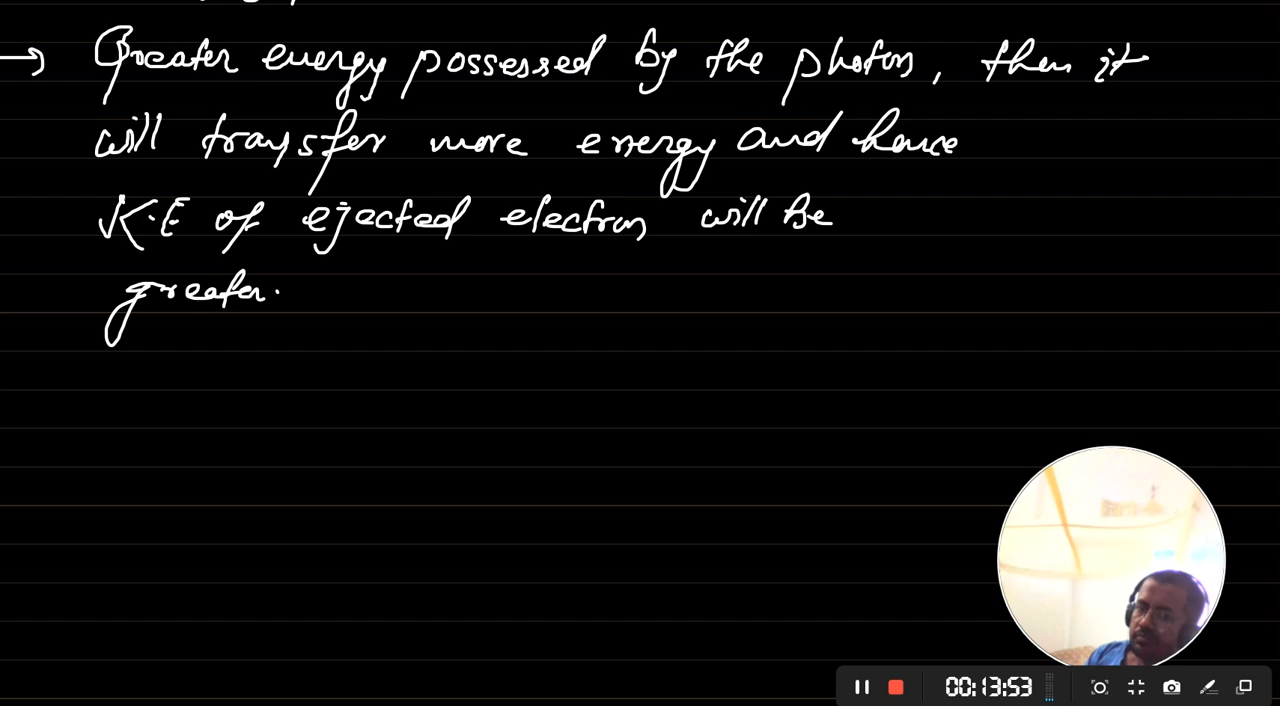 → Greater energy possessed by the photon, then it
will transfer more energy and hence
K.E of ejected electron will be
greater.
00:13:53